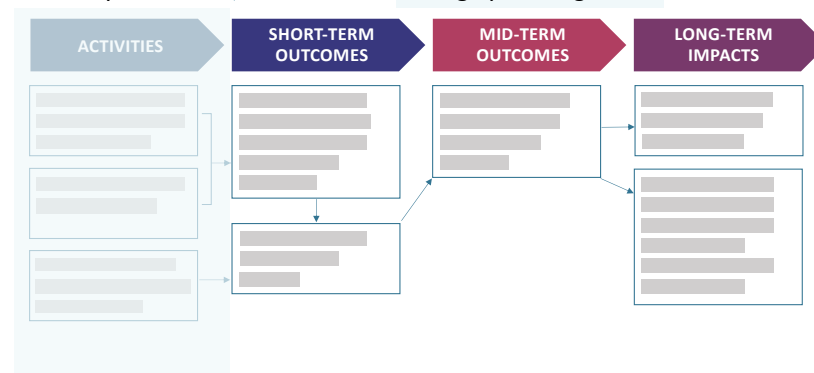 ACTIVITIES
SHORT-TERM
OUTCOMES
MID-TERM
OUTCOMES
LONG-TERM
IMPACTS